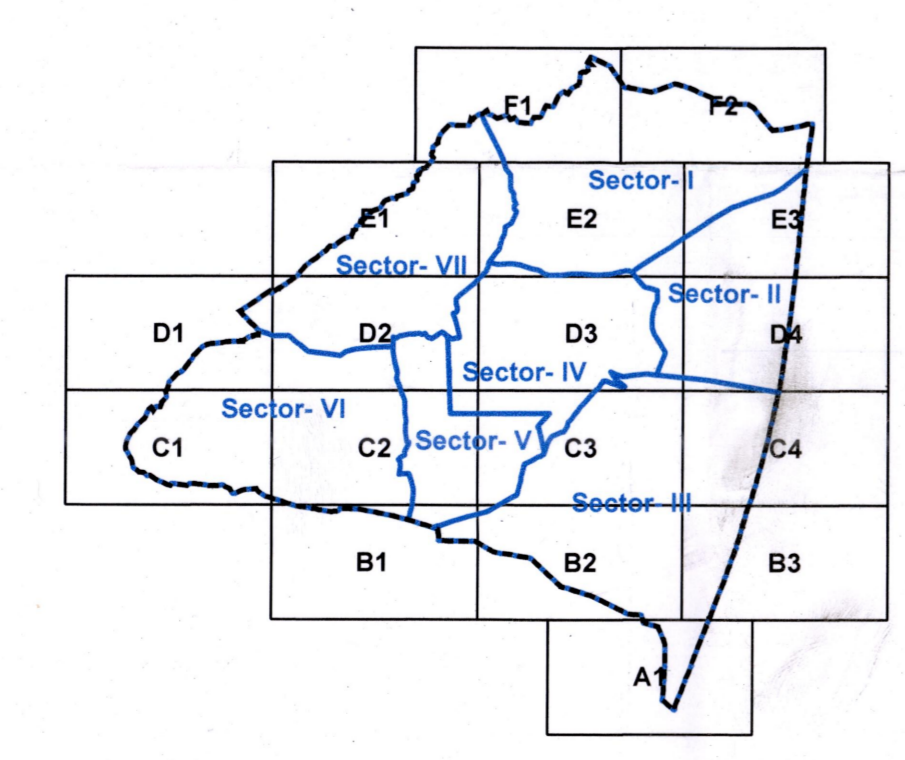 F1 F2
Sector- I
E1 E2 E3
Sector- VII
Sector- II
D1 D2 D3 D4
Sector- IV
Sector- VI
Sector- V
C1 C2 C3 C4
Sector- III
B1 B2 B3
A1